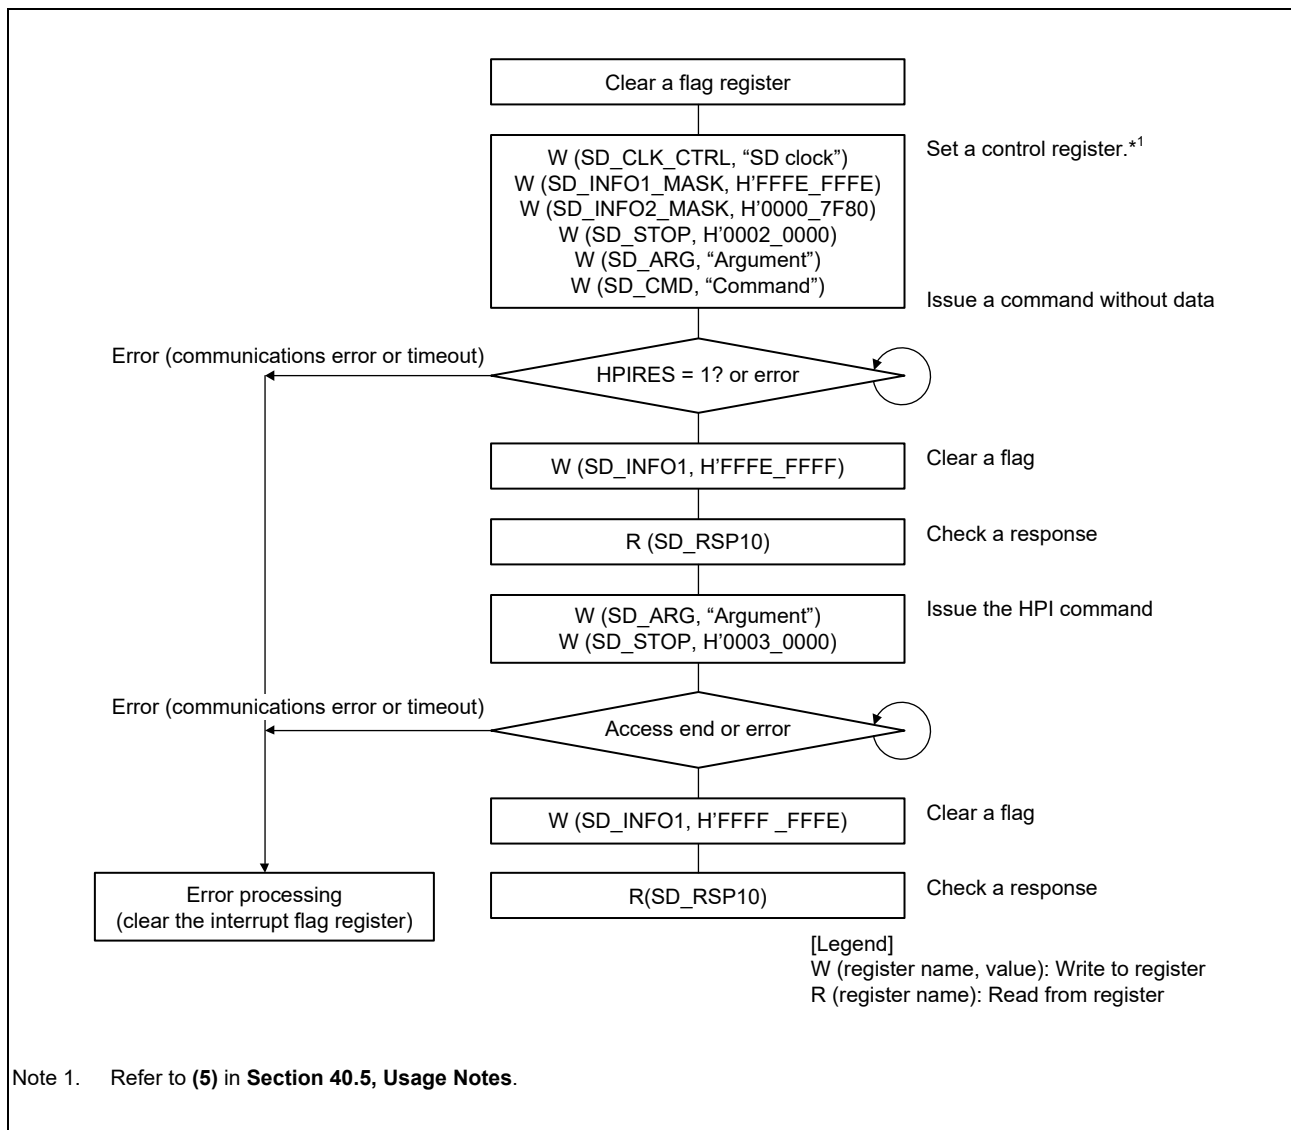 Clear a flag register
W (SD_CLK_CTRL, “SD clock”)
W (SD_INFO1_MASK, H’FFFE_FFFE)
W (SD_INFO2_MASK, H’0000_7F80)
W (SD_STOP, H’0002_0000)
W (SD_ARG, “Argument”)
W (SD_CMD, “Command”)
Set a control register.*1
Issue a command without data
Error (communications error or timeout)
HPIRES = 1? or error
W (SD_INFO1, H’FFFE_FFFF)
Clear a flag
R (SD_RSP10)
Check a response
W (SD_ARG, “Argument”)
W (SD_STOP, H’0003_0000)
Issue the HPI command
Error (communications error or timeout)
Access end or error
W (SD_INFO1, H’FFFF _FFFE)
Clear a flag
Error processing
(clear the interrupt flag register)
R(SD_RSP10)
Check a response
[Legend]
W (register name, value): Write to register
R (register name): Read from register
Note 1. Refer to (5) in Section 40.5, Usage Notes.